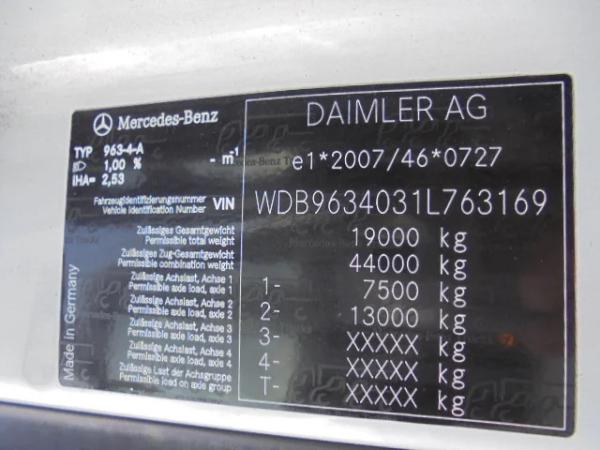 Mercedes-Benz
TYP 963-4-A
1,00 % - m⁻¹
IHA= 2,53
DAIMLER AG
e1*2007/46*0727
Fahrzeugidentifizierungsnummer
Vehicle Identification Number VIN WDB9634031L763169
Zulässiges Gesamtgewicht
Permissible total weight 19000 kg
Zulässiges Zug-Gesamtgewicht
Permissible combination weight 44000 kg
Zulässige Achslast, Achse 1
Permissible axle load, axle 1 1- 7500 kg
Zulässige Achslast, Achse 2
Permissible axle load, axle 2 2- 13000 kg
Zulässige Achslast, Achse 3
Permissible axle load, axle 3 3- XXXXX kg
Zulässige Achslast, Achse 4
Permissible axle load, axle 4 4- XXXXX kg
Zulässige Last der Achsgruppe
Permissible load on axle group T- XXXXX kg
Made in Germany